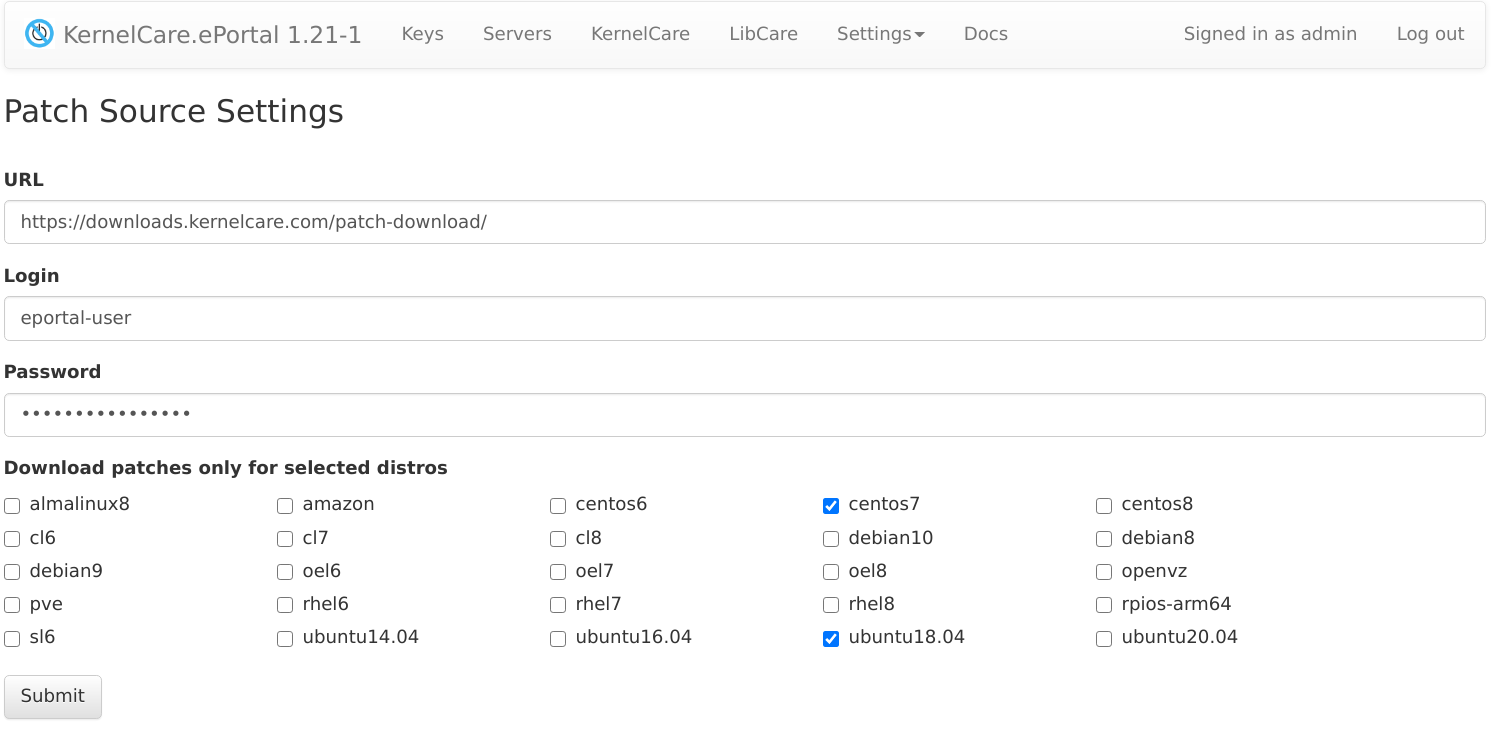 KernelCare.ePortal 1.21-1 Keys Servers KernelCare LibCare Settings Docs Signed in as admin Log out
Patch Source Settings
URL
https://downloads.kernelcare.com/patch-download/
Login
eportal-user
Password
••••••••••••••••
Download patches only for selected distros
almalinux8 amazon centos6 centos7 centos8
cl6 cl7 cl8 debian10 debian8
debian9 oel6 oel7 oel8 openvz
pve rhel6 rhel7 rhel8 rpios-arm64
sl6 ubuntu14.04 ubuntu16.04 ubuntu18.04 ubuntu20.04
Submit